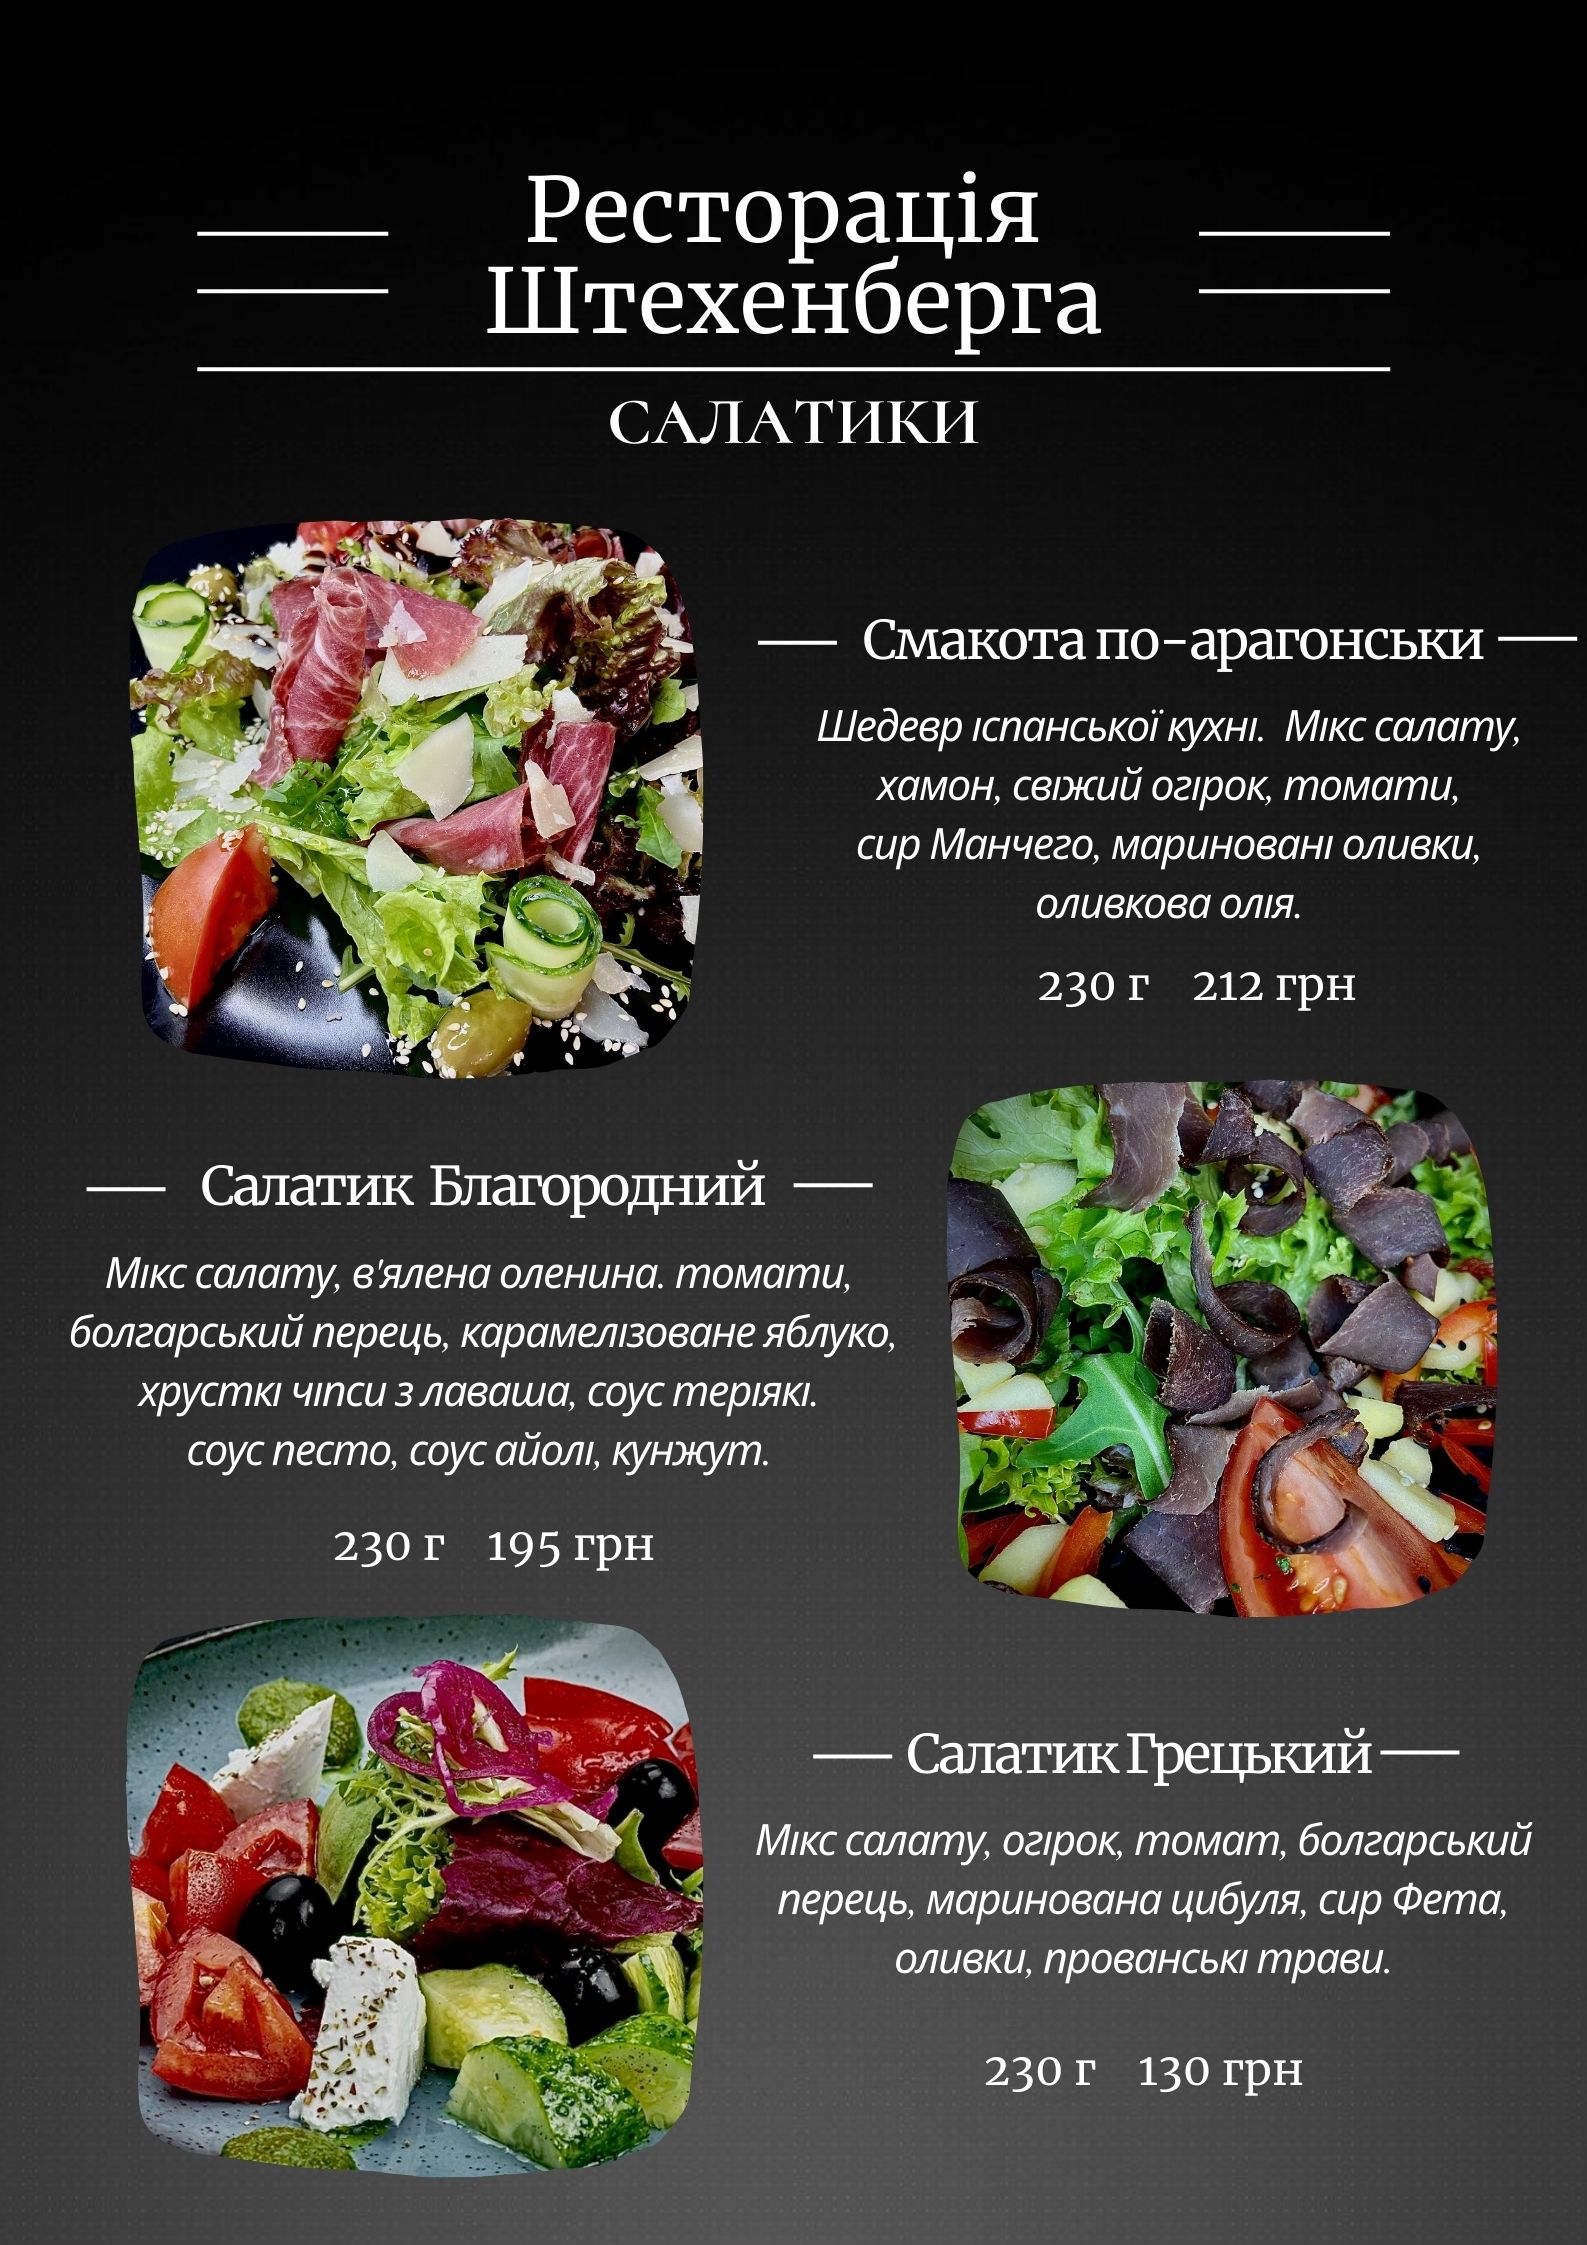 Ресторація
Штехенберга
САЛАТИКИ
Смакота по-арагонськи
Шедевр іспанської кухні. Мікс салату,
хамон, свіжий огірок, томати,
сир Манчего, мариновані оливки,
оливкова олія.
230 г 212 грн
Салатик Благородний
Мікс салату, в'ялена оленина. томати,
болгарський перець, карамелізоване яблуко,
хрусткі чіпси з лаваша, соус теріякі.
соус песто, соус айолі, кунжут.
230 г 195 грн
Салатик Грецький
Мікс салату, огірок, томат, болгарський
перець, маринована цибуля, сир Фета,
оливки, прованські трави.
230 г 130 грн